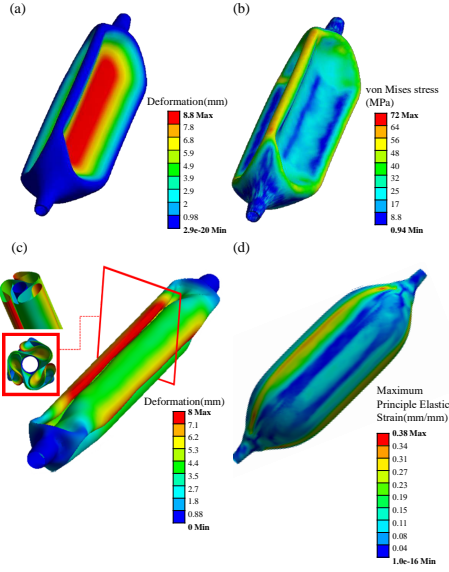 (a)
Deformation(mm)
8.8 Max
7.8
6.8
5.9
4.9
3.9
2.9
2
0.98
2.9e-20 Min
(b)
von Mises stress
(MPa)
72 Max
64
56
48
40
32
25
17
8.8
0.94 Min
(c)
Deformation(mm)
8 Max
7.1
6.2
5.3
4.4
3.5
2.7
1.8
0.88
0 Min
(d)
Maximum
Principle Elastic
Strain(mm/mm)
0.38 Max
0.34
0.31
0.27
0.23
0.19
0.15
0.11
0.08
0.04
1.0e-16 Min